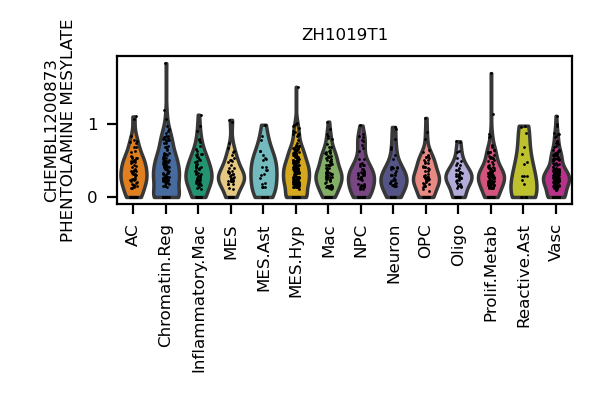 ZH1019T1
CHEMBL1200873
PHENTOLAMINE MESYLATE
1
0
AC
Chromatin.Reg
Inflammatory.Mac
MES
MES.Ast
MES.Hyp
Mac
NPC
Neuron
OPC
Oligo
Prolif.Metab
Reactive.Ast
Vasc